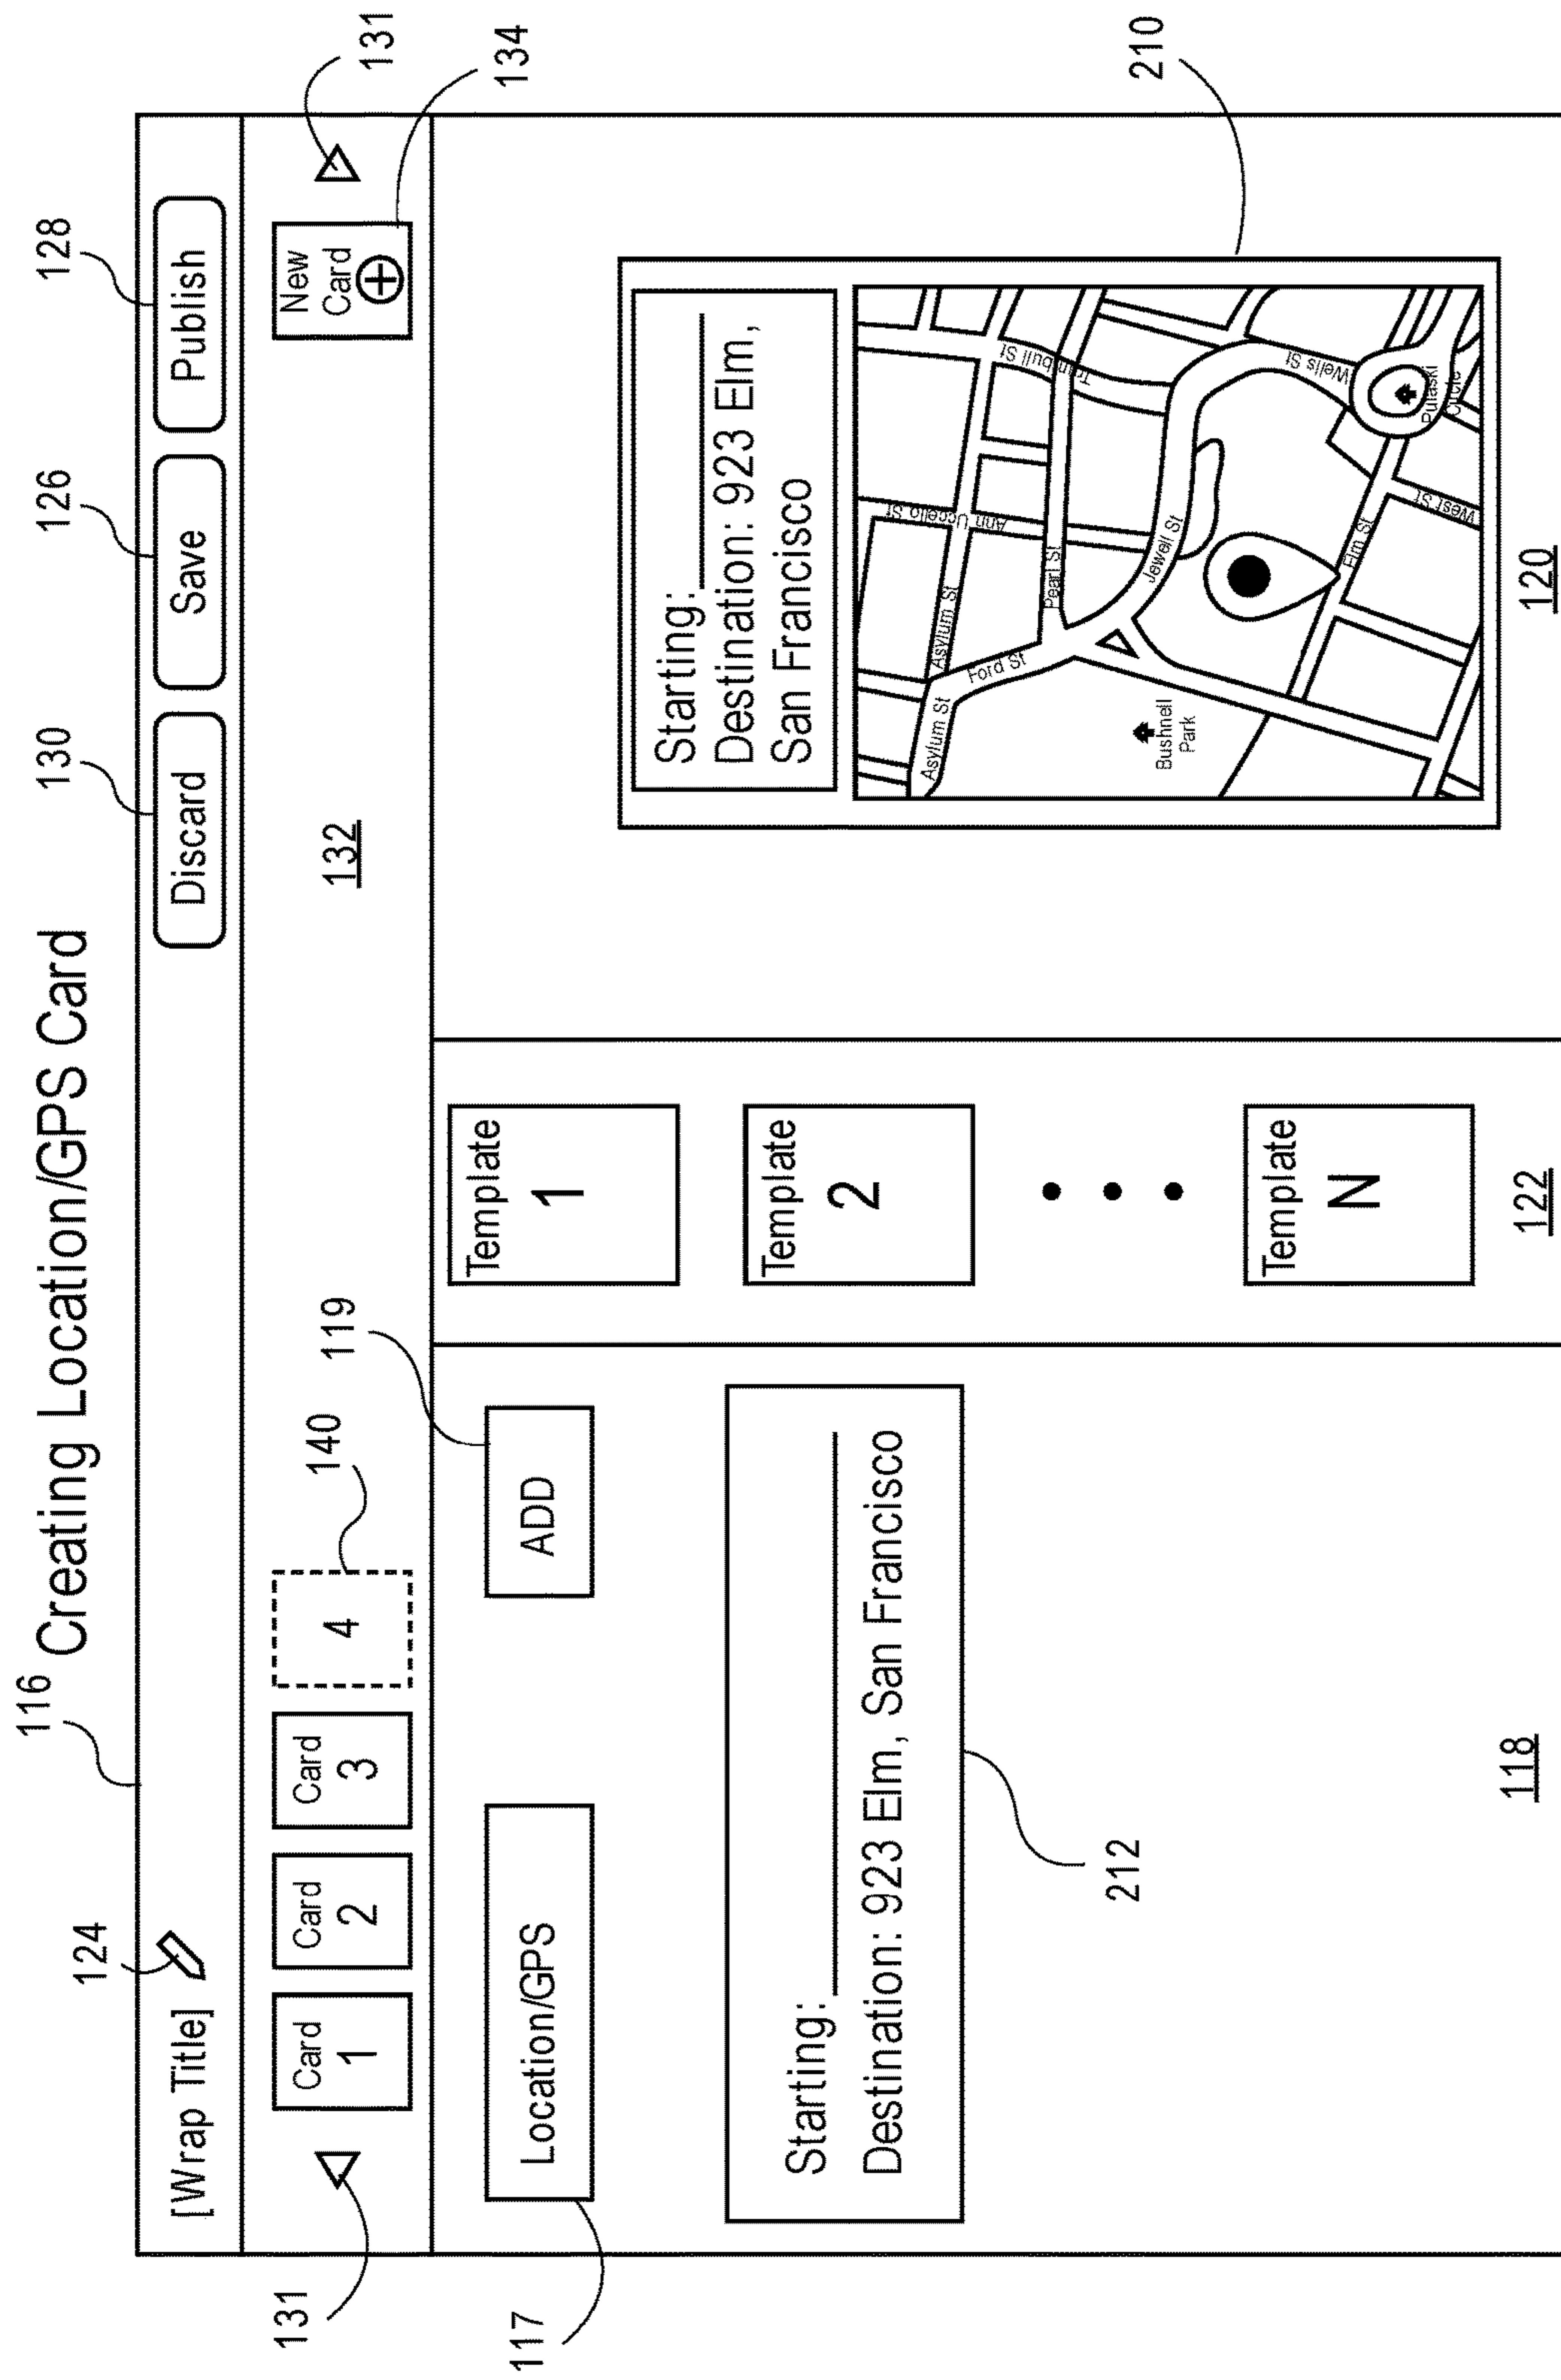 Creating Location/GPS Card
116
124
130
126
128
[Wrap Title]
Discard
Save
Publish
131
131
Card
1
Card
2
Card
3
4
140
132
New
Card
134
117
Location/GPS
ADD
119
Starting:
Destination: 923 Elm, San Francisco
212
118
Template
1
Template
2
Template
N
122
Starting:
Destination: 923 Elm,
San Francisco
210
Asylum St
Asylum St
Ann Uccello St
Trumbull St
Ford St
Pearl St
Jewell St
Wells St
Bushnell
Park
Elm St
West St
Pulaski
Circle
120